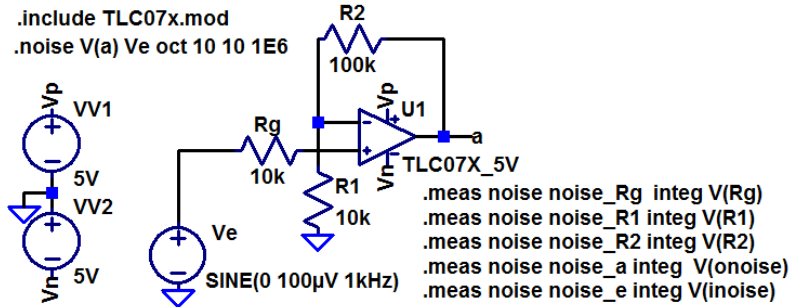 .include TLC07x.mod
.noise V(a) Ve oct 10 10 1E6
R2
100k
Vp
VV1
5V
VV2
Vn
5V
Rg
10k
Vp
U1
a
Vn
TLC07X_5V
R1
10k
Ve
SINE(0 100µV 1kHz)
.meas noise noise_Rg integ V(Rg)
.meas noise noise_R1 integ V(R1)
.meas noise noise_R2 integ V(R2)
.meas noise noise_a integ V(onoise)
.meas noise noise_e integ V(inoise)